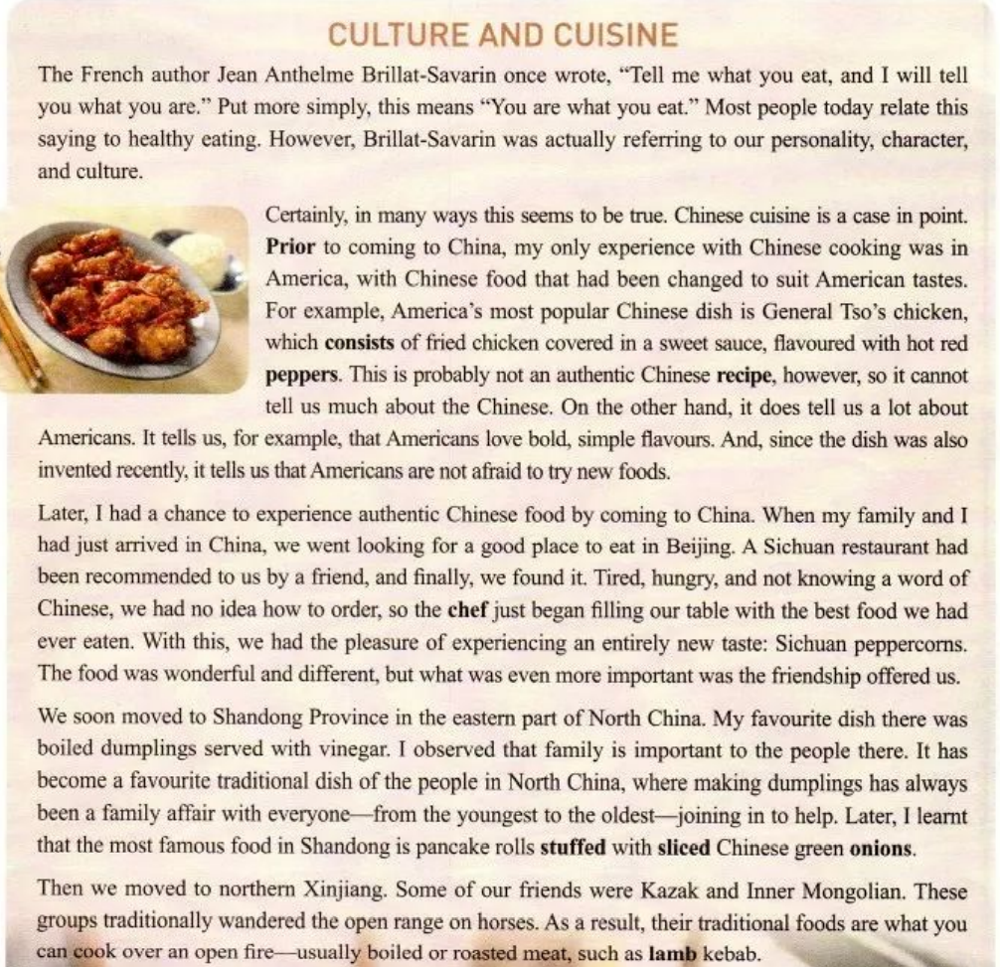 CULTURE AND CUISINE
The French author Jean Anthelme Brillat-Savarin once wrote, “Tell me what you eat, and I will tell
you what you are.” Put more simply, this means “You are what you eat.” Most people today relate this
saying to healthy eating. However, Brillat-Savarin was actually referring to our personality, character,
and culture.
Certainly, in many ways this seems to be true. Chinese cuisine is a case in point.
Prior to coming to China, my only experience with Chinese cooking was in
America, with Chinese food that had been changed to suit American tastes.
For example, America’s most popular Chinese dish is General Tso’s chicken,
which consists of fried chicken covered in a sweet sauce, flavoured with hot red
peppers. This is probably not an authentic Chinese recipe, however, so it cannot
tell us much about the Chinese. On the other hand, it does tell us a lot about
Americans. It tells us, for example, that Americans love bold, simple flavours. And, since the dish was also
invented recently, it tells us that Americans are not afraid to try new foods.
Later, I had a chance to experience authentic Chinese food by coming to China. When my family and I
had just arrived in China, we went looking for a good place to eat in Beijing. A Sichuan restaurant had
been recommended to us by a friend, and finally, we found it. Tired, hungry, and not knowing a word of
Chinese, we had no idea how to order, so the chef just began filling our table with the best food we had
ever eaten. With this, we had the pleasure of experiencing an entirely new taste: Sichuan peppercorns.
The food was wonderful and different, but what was even more important was the friendship offered us.
We soon moved to Shandong Province in the eastern part of North China. My favourite dish there was
boiled dumplings served with vinegar. I observed that family is important to the people there. It has
become a favourite traditional dish of the people in North China, where making dumplings has always
been a family affair with everyone—from the youngest to the oldest—joining in to help. Later, I learnt
that the most famous food in Shandong is pancake rolls stuffed with sliced Chinese green onions.
Then we moved to northern Xinjiang. Some of our friends were Kazak and Inner Mongolian. These
groups traditionally wandered the open range on horses. As a result, their traditional foods are what you
can cook over an open fire—usually boiled or roasted meat, such as lamb kebab.